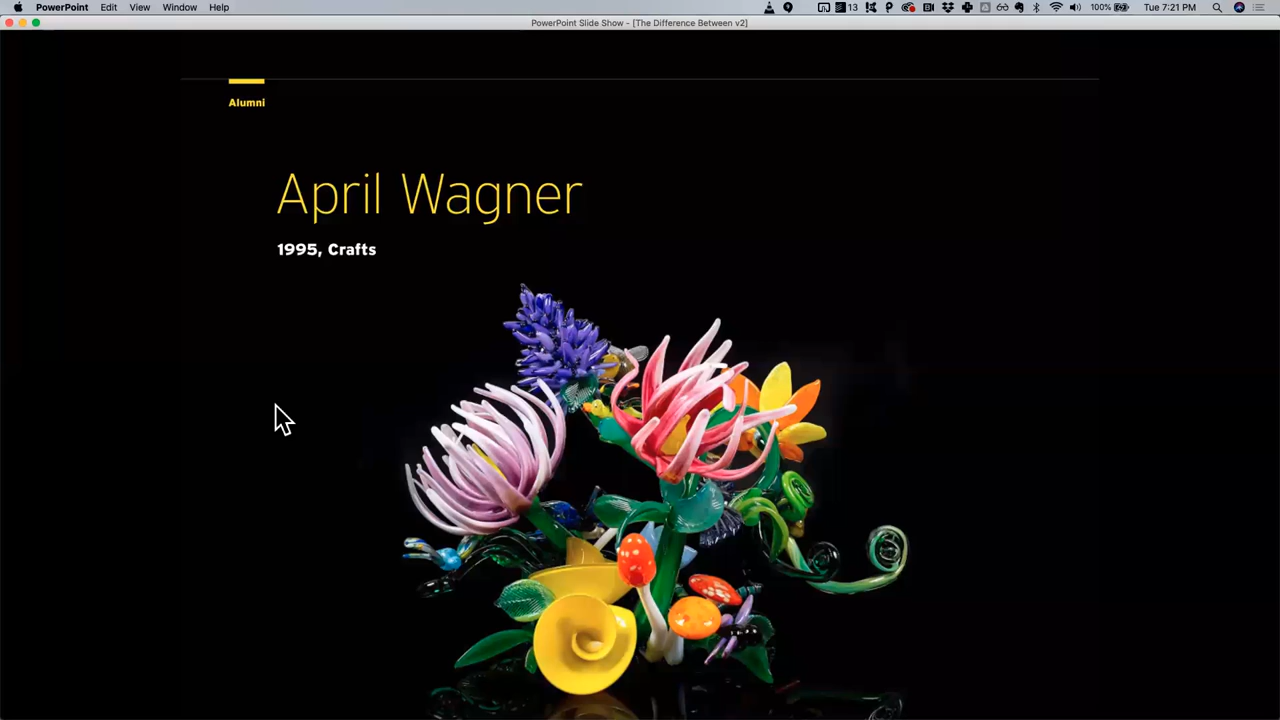 PowerPoint Edit View Window Help 13 100% Tue 7:21 PM
PowerPoint Slide Show - [The Difference Between v2]
Alumni
April Wagner
1995, Crafts